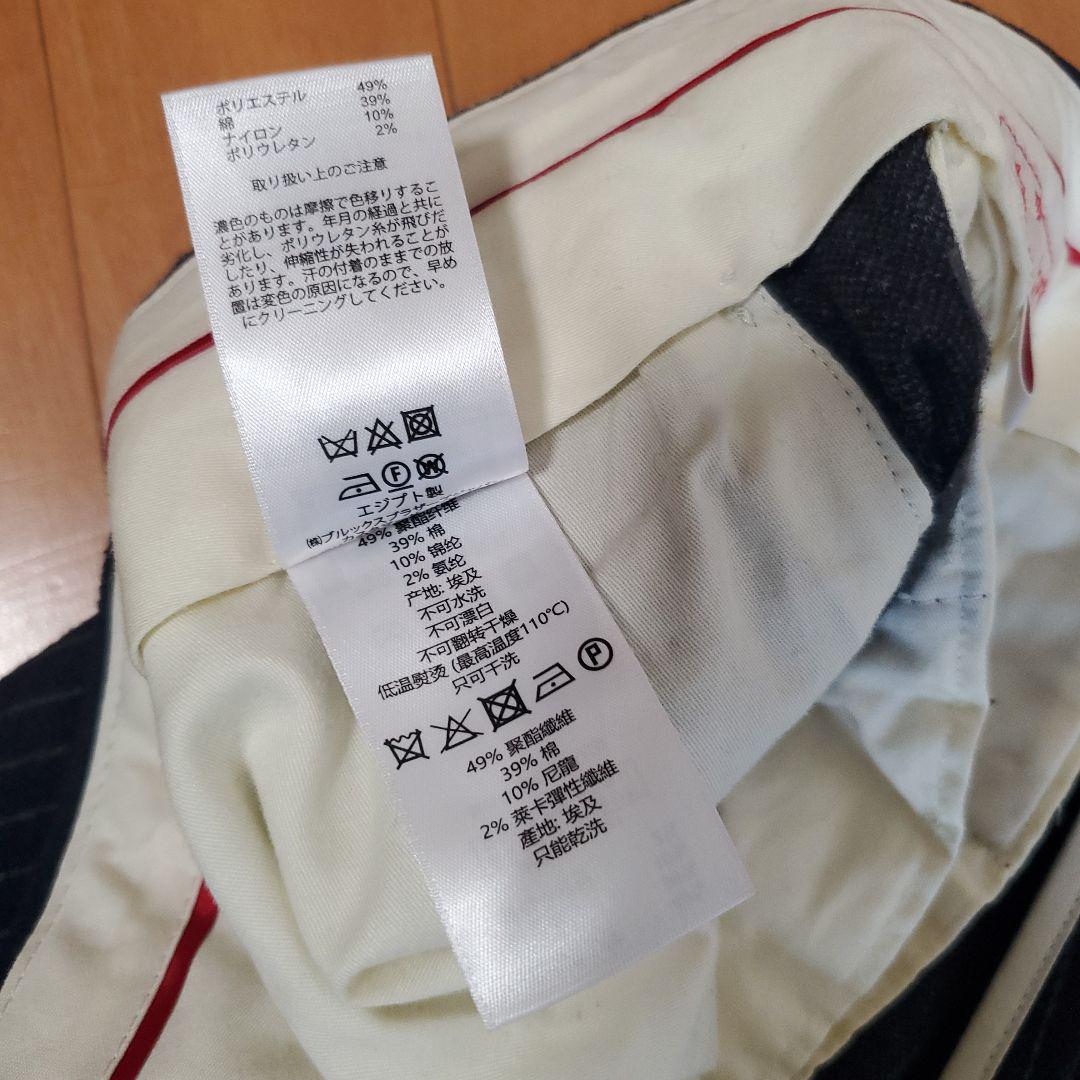 ポリエステル 49%
綿 39%
ナイロン 10%
ポリウレタン 2%
取り扱い上のご注意
濃色のものは摩擦で色移りするこ
とがあります。年月の経過と共に
劣化し、ポリウレタン糸が飛びだ
したり、伸縮性が失われることが
あります。汗の付着のままでの放
置は変色の原因になるので、早め
にクリーニングしてください。
F W
エジプト製
(株)ブルックスブラザー
49% 聚酯纤维
39% 棉
10% 锦纶
2% 氨纶
产地: 埃及
不可水洗
不可漂白
不可翻转干燥
低温熨烫 (最高温度110°C)
只可干洗
P
49% 聚酯纖維
39% 棉
10% 尼龍
2% 萊卡彈性纖維
產地: 埃及
只能乾洗